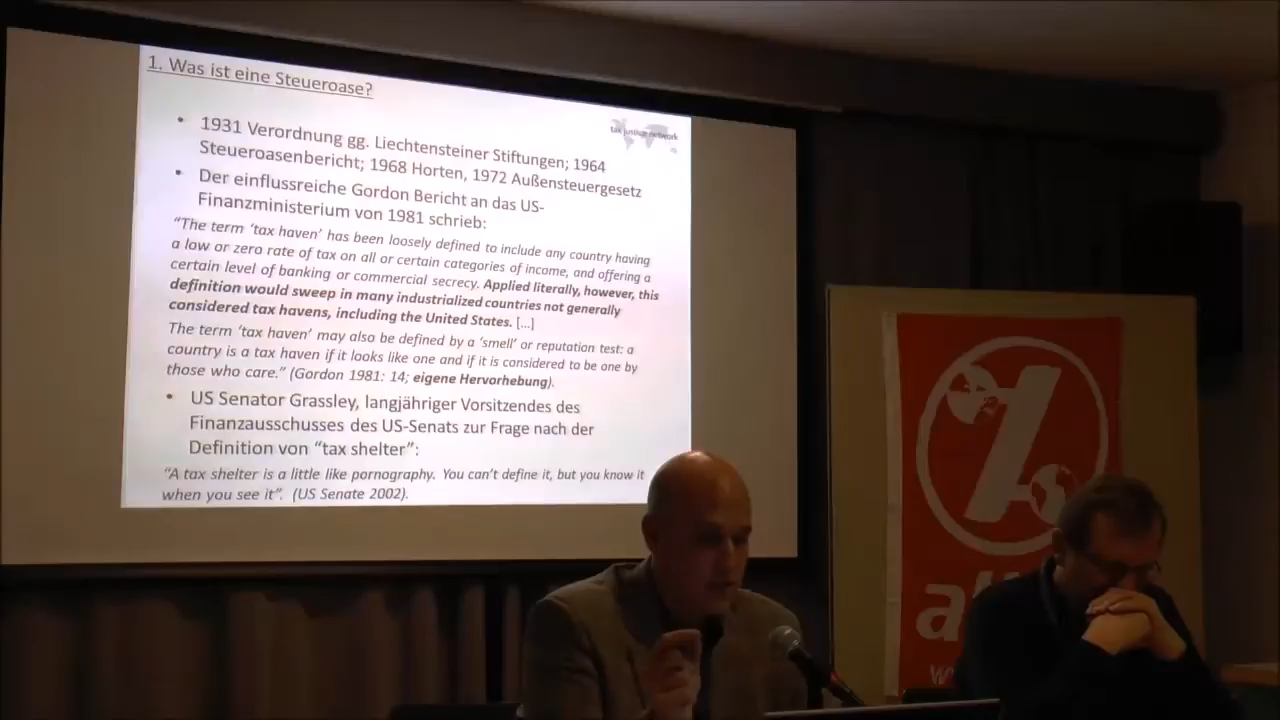 1. Was ist eine Steueroase?
tax justice network
• 1931 Verordnung gg. Liechtensteiner Stiftungen; 1964
Steueroasenbericht; 1968 Horten, 1972 Außensteuergesetz
• Der einflussreiche Gordon Bericht an das US-
Finanzministerium von 1981 schrieb:
“The term ‘tax haven’ has been loosely defined to include any country having
a low or zero rate of tax on all or certain categories of income, and offering a
certain level of banking or commercial secrecy. Applied literally, however, this
definition would sweep in many industrialized countries not generally
considered tax havens, including the United States. [...]
The term ‘tax haven’ may also be defined by a ‘smell’ or reputation test: a
country is a tax haven if it looks like one and if it is considered to be one by
those who care.” (Gordon 1981: 14; eigene Hervorhebung).
• US Senator Grassley, langjähriger Vorsitzendes des
Finanzausschusses des US-Senats zur Frage nach der
Definition von “tax shelter”:
“A tax shelter is a little like pornography. You can’t define it, but you know it
when you see it”. (US Senate 2002).
%